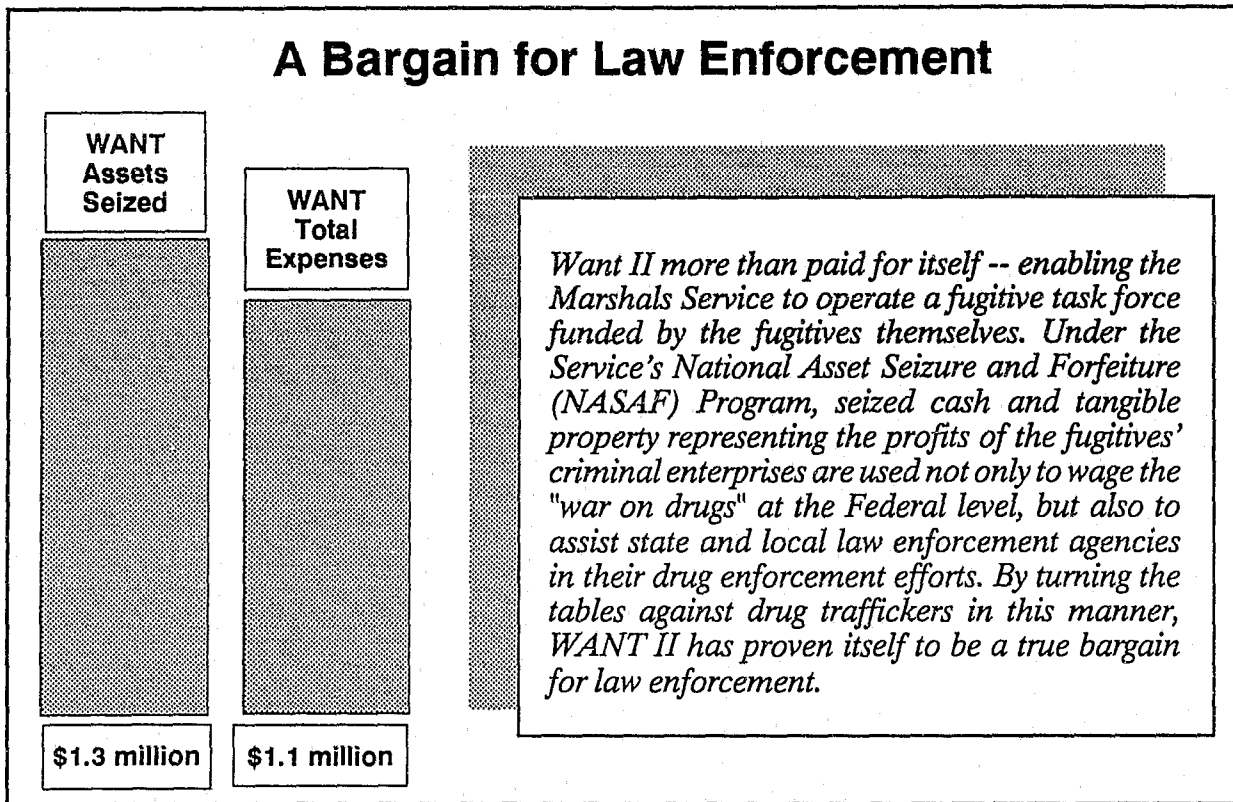 A Bargain for Law Enforcement
WANT
Assets
Seized
WANT
Total
Expenses
$1.3 million
$1.1 million
Want II more than paid for itself -- enabling the
Marshals Service to operate a fugitive task force
funded by the fugitives themselves. Under the
Service's National Asset Seizure and Forfeiture
(NASAF) Program, seized cash and tangible
property representing the profits of the fugitives'
criminal enterprises are used not only to wage the
"war on drugs" at the Federal level, but also to
assist state and local law enforcement agencies
in their drug enforcement efforts. By turning the
tables against drug traffickers in this manner,
WANT II has proven itself to be a true bargain
for law enforcement.